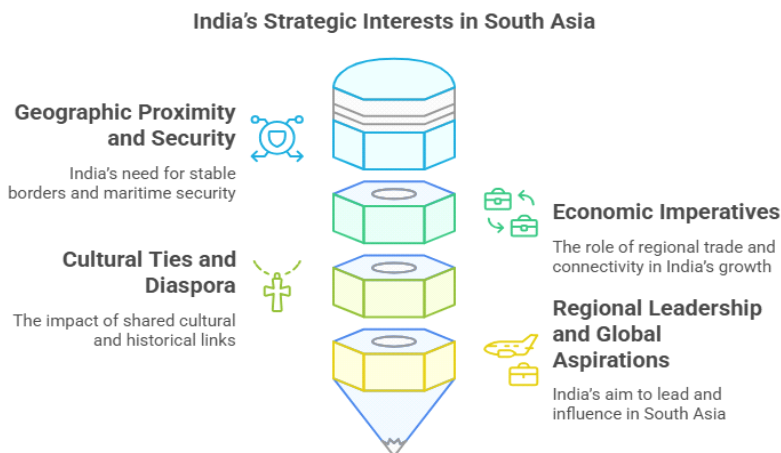 India's Strategic Interests in South Asia
Geographic Proximity
and Security
India's need for stable
borders and maritime security
Economic Imperatives
The role of regional trade and
connectivity in India's growth
Cultural Ties and
Diaspora
The impact of shared cultural
and historical links
Regional Leadership
and Global
Aspirations
India's aim to lead and
influence in South Asia